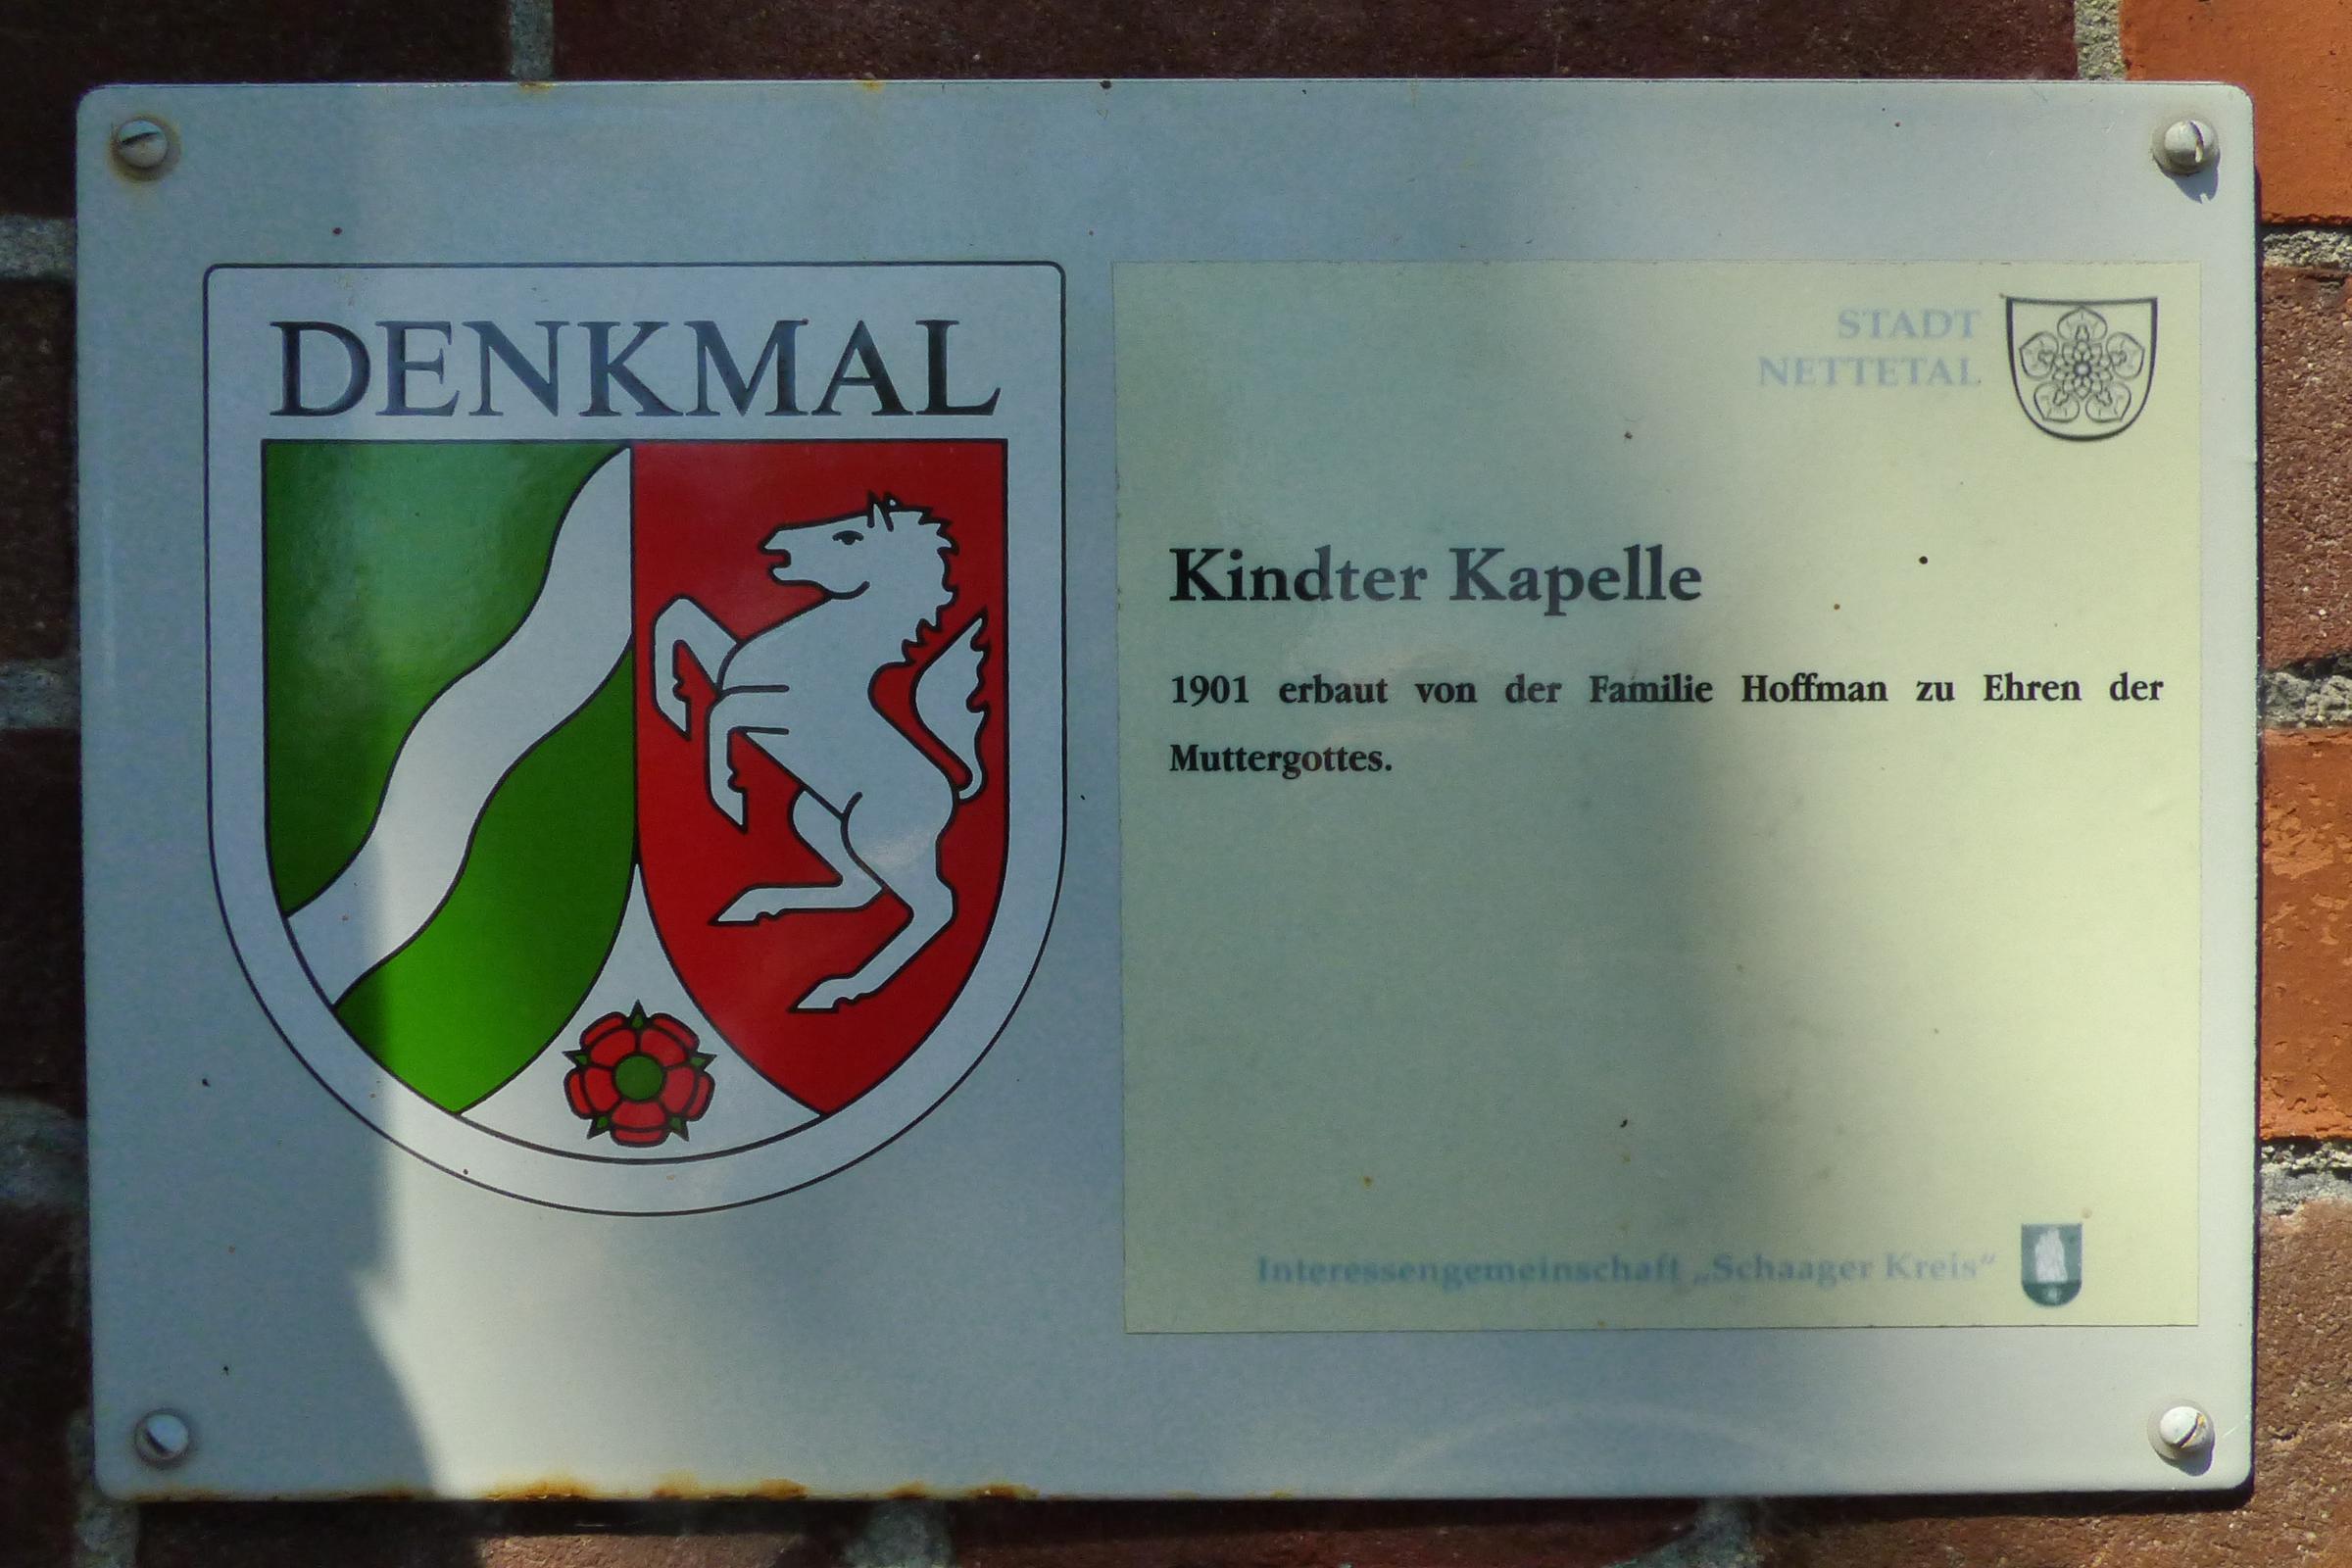 DENKMAL
STADT
NETTETAL
Kindter Kapelle
1901 erbaut von der Familie Hoffman zu Ehren der
Muttergottes.
Interessengemeinschaft „Schaager Kreis“